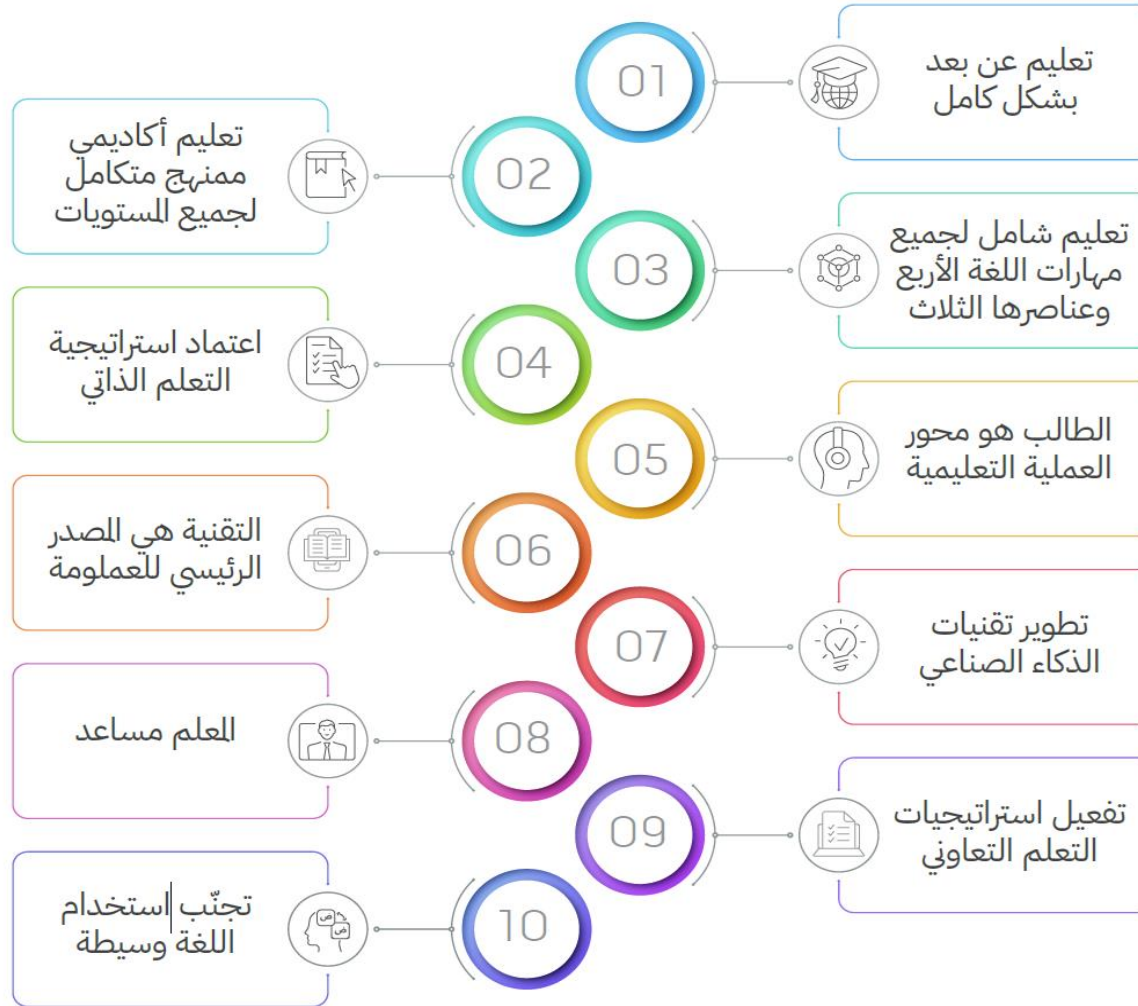 01
تعليم عن بعد
بشكل كامل
02
تعليم أكاديمي
ممنهج متكامل
لجميع المستويات
03
تعليم شامل لجميع
مهارات اللغة الأربع
وعناصرها الثلاث
04
اعتماد استراتيجية
التعلم الذاتي
05
الطالب هو محور
العملية التعليمية
06
التقنية هي المصدر
الرئيسي للعملومة
07
تطوير تقنيات
الذكاء الصناعي
08
المعلم مساعد
09
تفعيل استراتيجيات
التعلم التعاوني
10
تجنّب استخدام
اللغة وسيطة
ض
ض